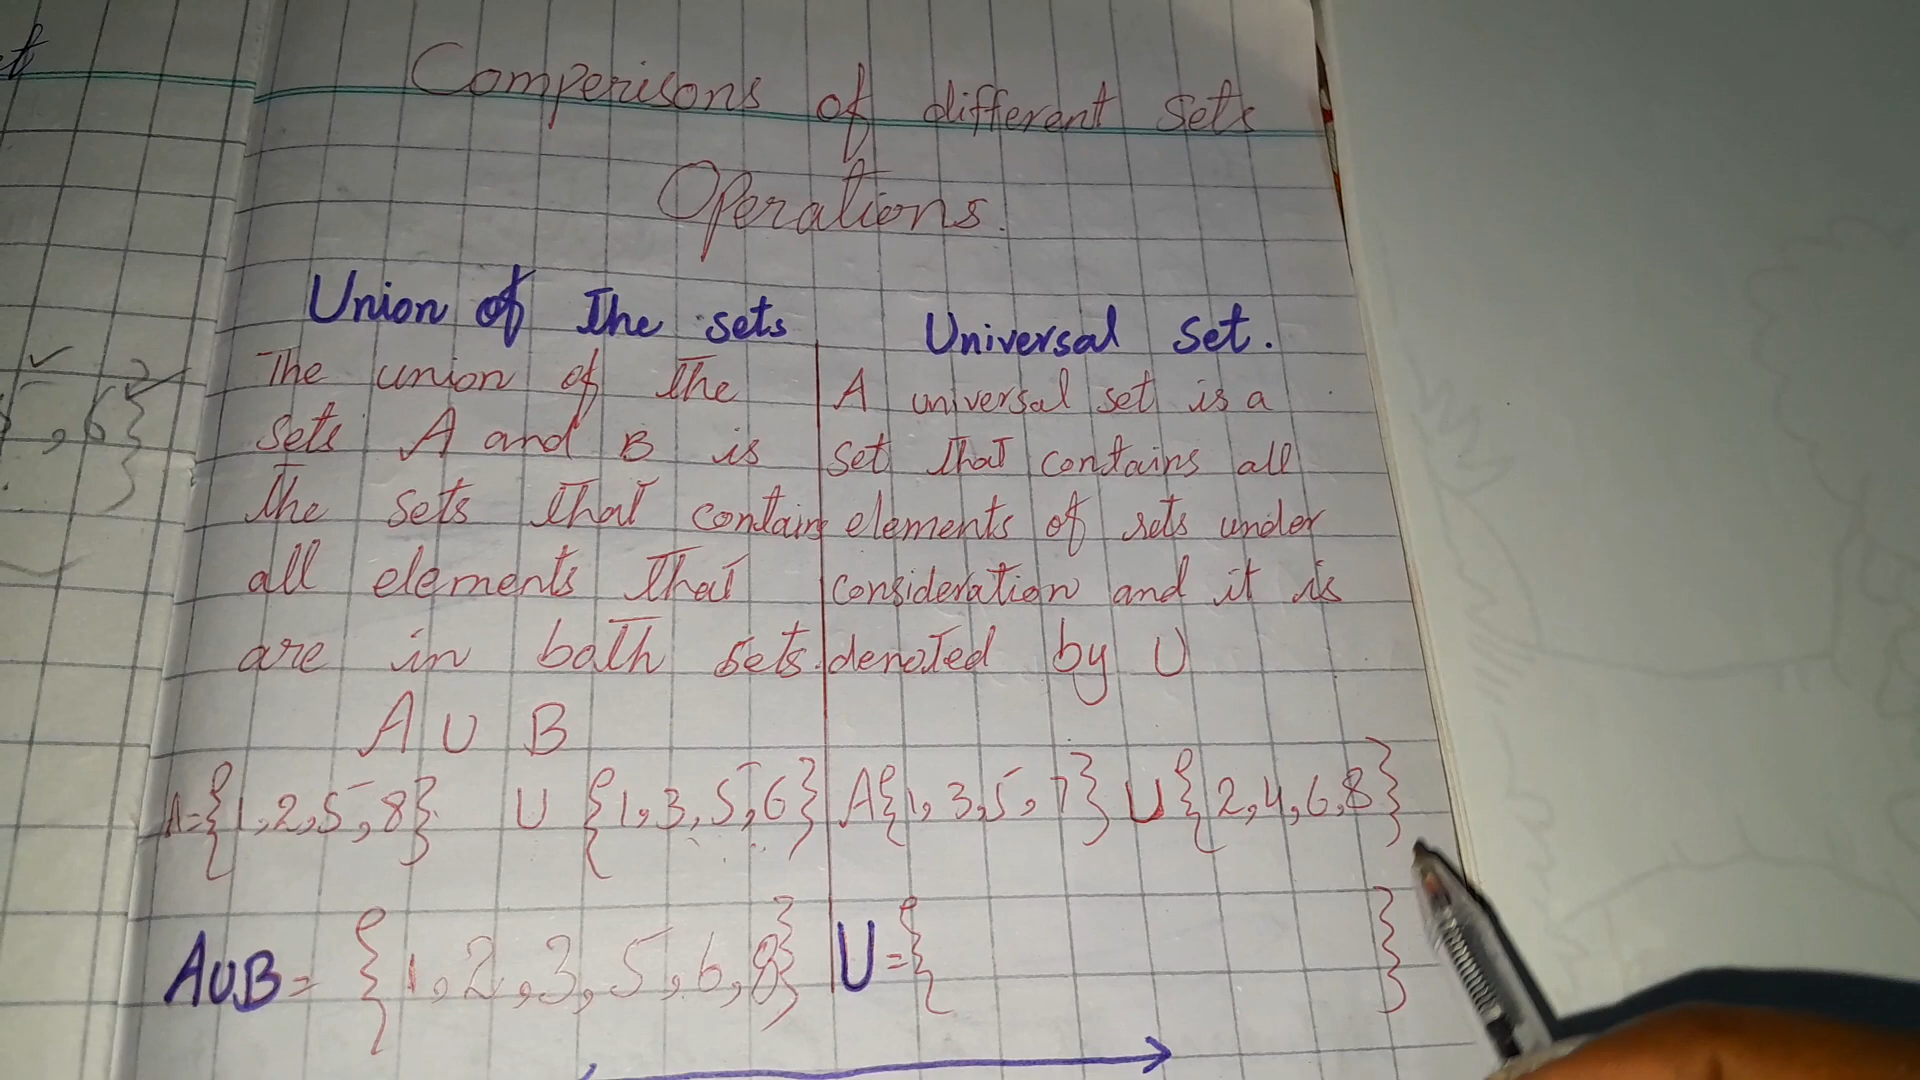 Comperisons of different Sets
Operations.
Union of The sets
The union of The
sets A and B is
The sets That contains
all elements That
are in both sets.
A U B
A={1,2,5,8} U {1,3,5,6}
AUB= {1,2,3,5,6,8}
Universal Set.
A universal set is a
set That contains all
elements of sets under
consideration and it is
denoted by U
A{1,3,5,7} U {2,4,6,8}
U={ }
,6}